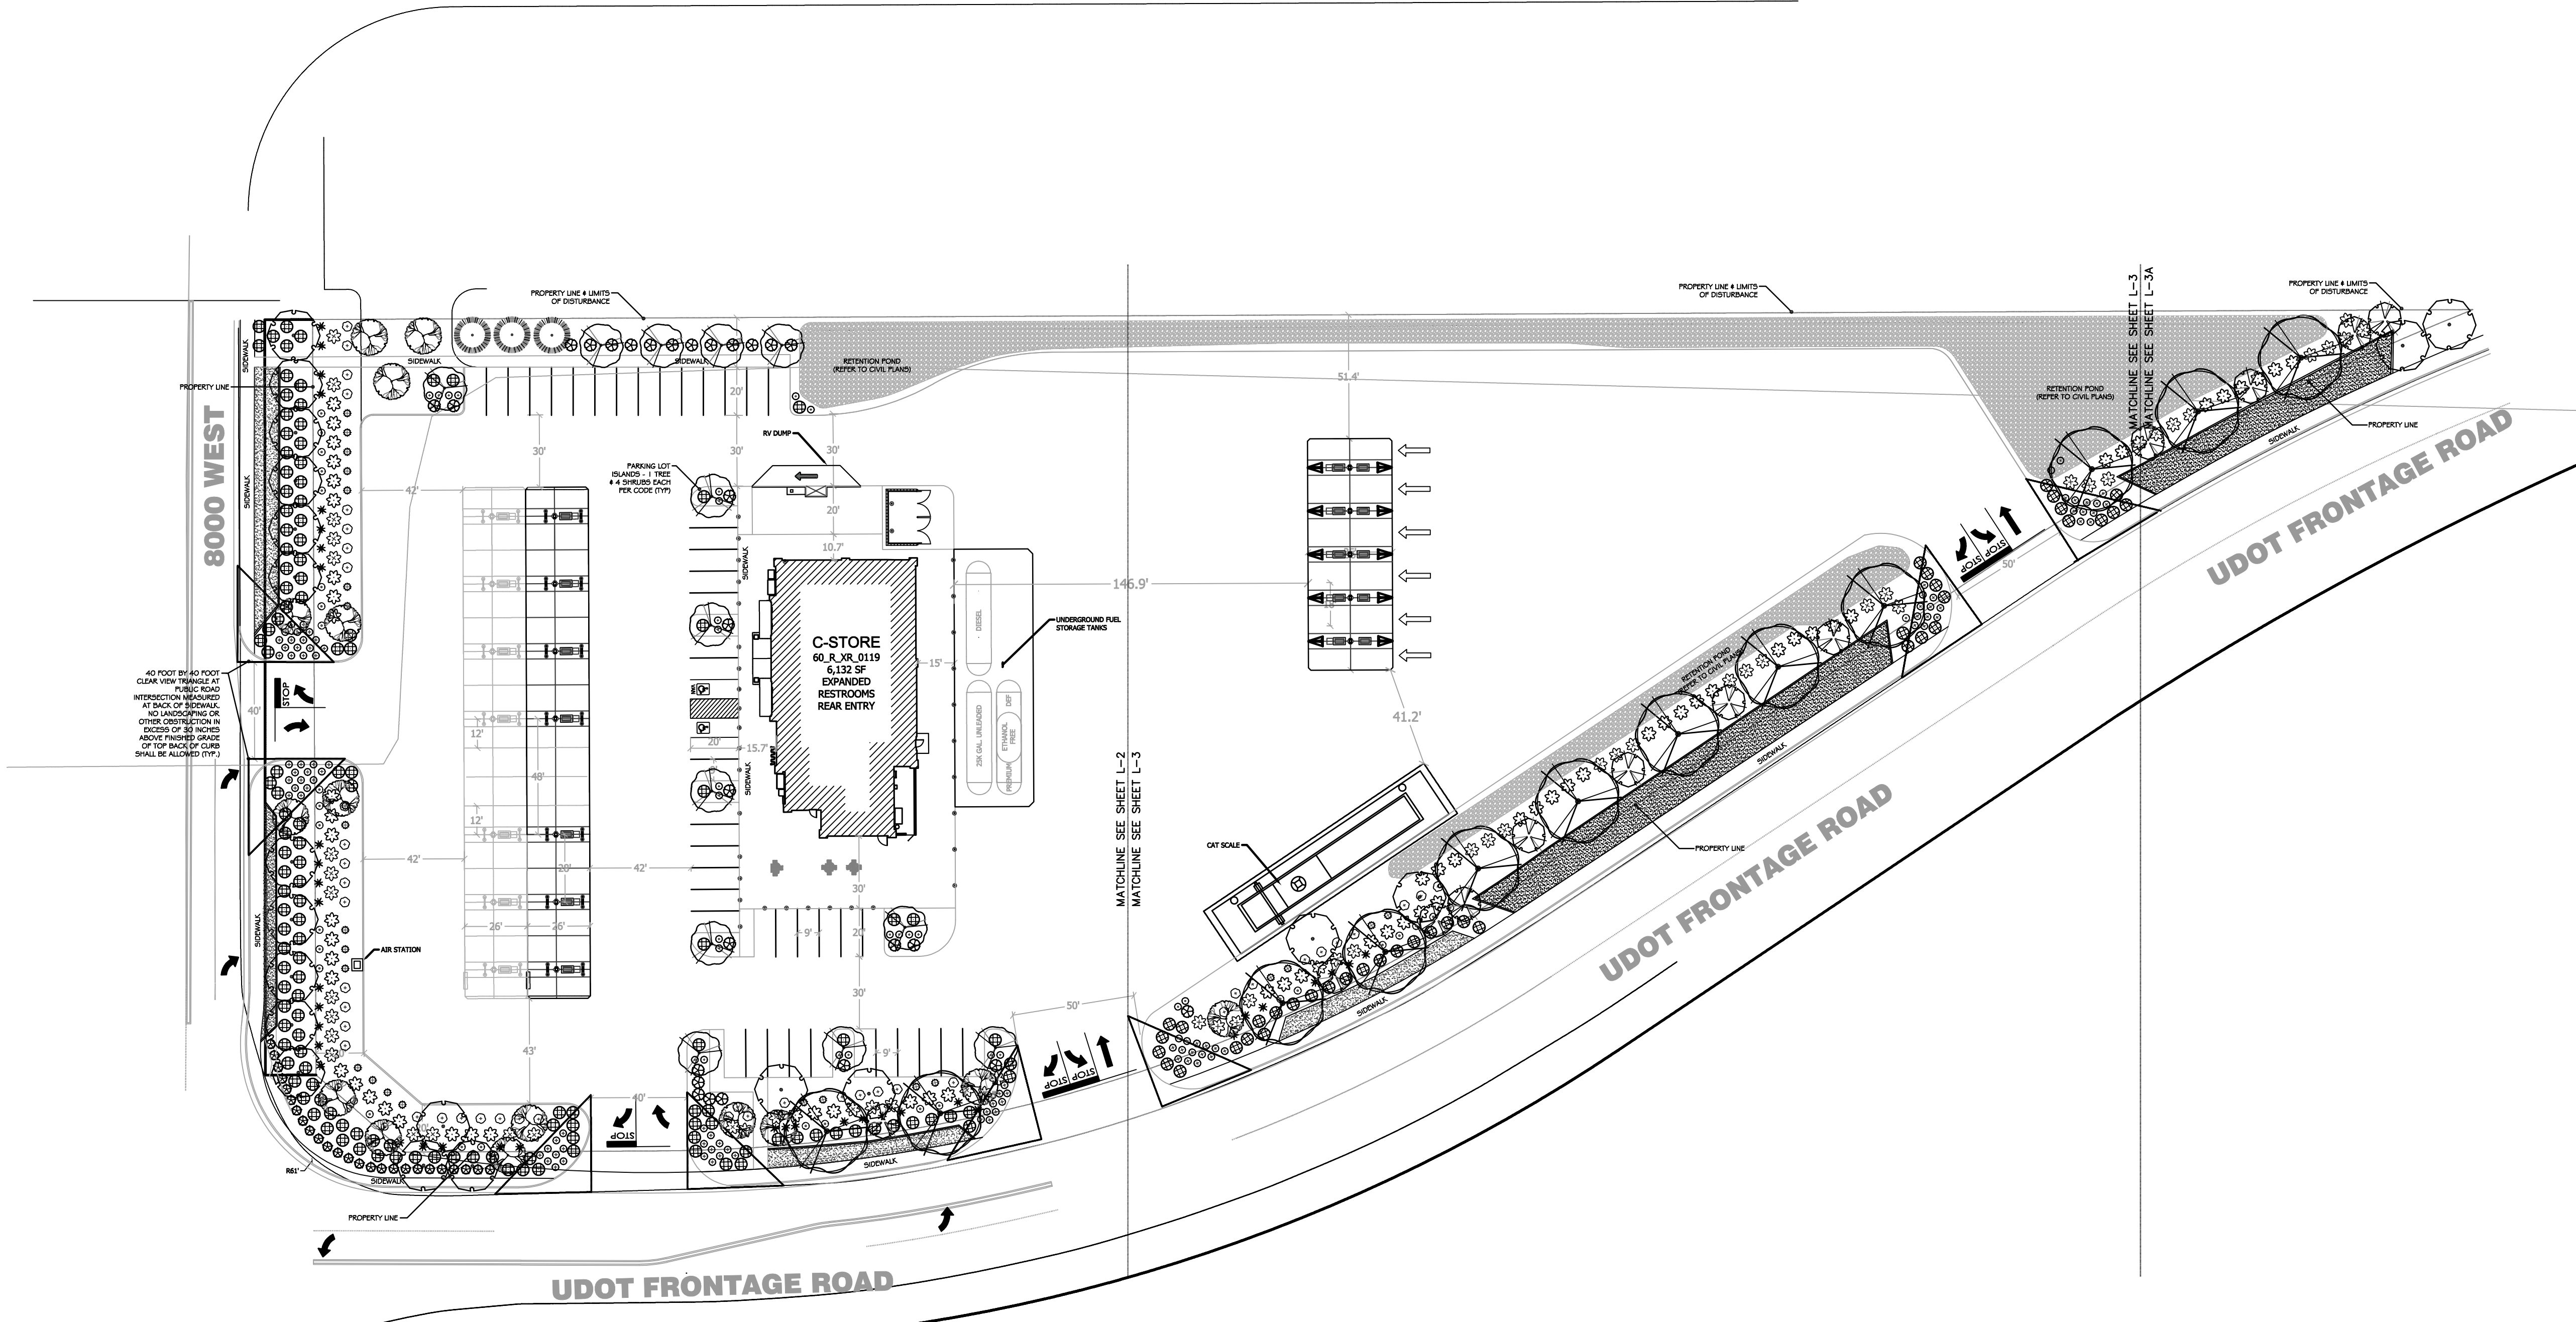 PROPERTY LINE & LIMITS
OF DISTURBANCE
PROPERTY LINE & LIMITS
OF DISTURBANCE
PROPERTY LINE & LIMITS
OF DISTURBANCE
MATCHLINE SEE SHEET L-3
MATCHLINE SEE SHEET L-3A
SIDEWALK
SIDEWALK
SIDEWALK
RETENTION POND
(REFER TO CIVIL PLANS)
RETENTION POND
(REFER TO CIVIL PLANS)
PROPERTY LINE
20'
51.4'
8000 WEST
SIDEWALK
PROPERTY LINE
SIDEWALK
UDOT FRONTAGE ROAD
RV DUMP
30'
30'
30'
PARKING LOT
ISLANDS - 1 TREE
& 4 SHRUBS EACH
PER CODE (TYP)
42'
20'
10.7'
SIDEWALK
146.9'
STOP
STOP
50'
DIESEL
UNDERGROUND FUEL
STORAGE TANKS
C-STORE
60_R_XR_0119
6,132 SF
EXPANDED
RESTROOMS
REAR ENTRY
15'
RETENTION POND
(REFER TO CIVIL PLANS)
40 FOOT BY 40 FOOT
CLEAR VIEW TRIANGLE AT
PUBLIC ROAD
INTERSECTION MEASURED
AT BACK OF SIDEWALK.
NO LANDSCAPING OR
OTHER OBSTRUCTION IN
EXCESS OF 30 INCHES
ABOVE FINISHED GRADE
OF TOP BACK OF CURB
SHALL BE ALLOWED (TYP.)
STOP
40'
VAN
DEF
25K GAL. UNLEADED
ETHANOL
FREE
PREMIUM
41.2'
12'
20'
15.7'
48'
SIDEWALK
SIDEWALK
12'
MATCHLINE SEE SHEET L-2
MATCHLINE SEE SHEET L-3
CAT SCALE
PROPERTY LINE
UDOT FRONTAGE ROAD
42'
28'
42'
30'
SIDEWALK
26'
26'
9'
20'
AIR STATION
30'
50'
SIDEWALK
43'
9'
STOP
STOP
40'
STOP
R61'
SIDEWALK
SIDEWALK
PROPERTY LINE
UDOT FRONTAGE ROAD